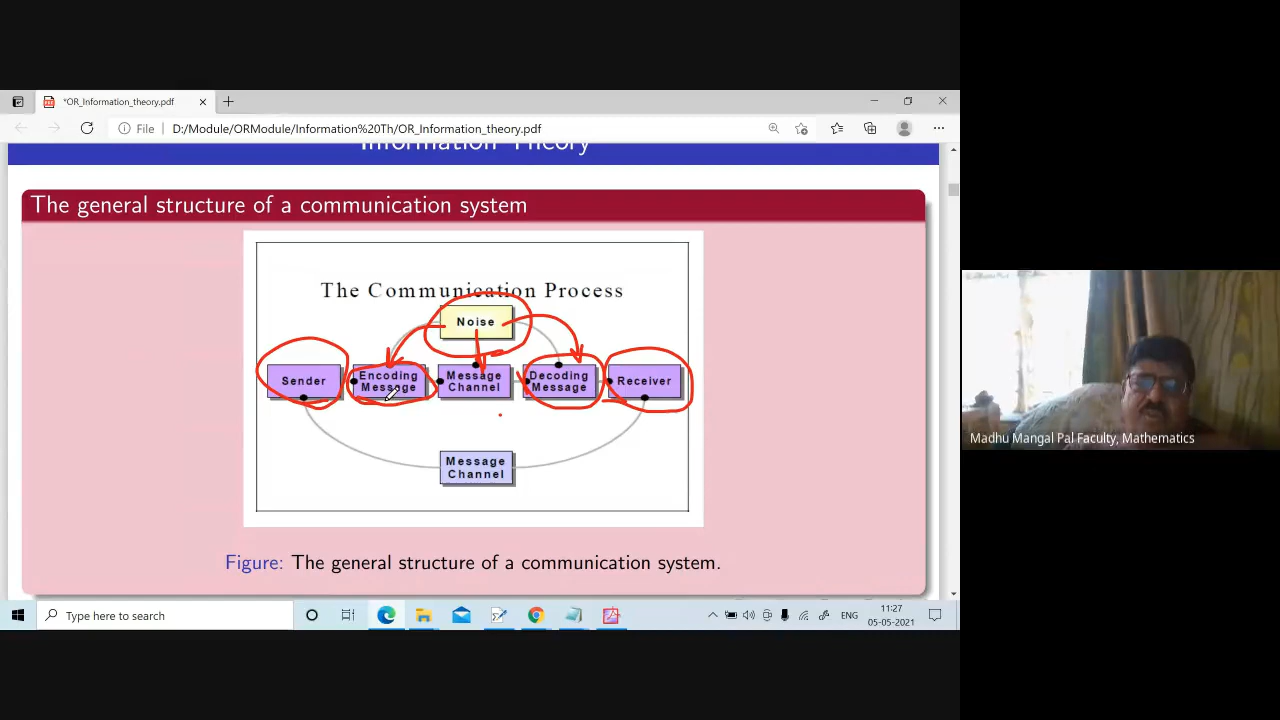 *OR_Information_theory.pdf
File
D:/Module/ORModule/Information%20Th/OR_Information_theory.pdf
Information Theory
The general structure of a communication system
The Communication Process
Noise
Sender
Encoding
Message
Message
Channel
Decoding
Message
Receiver
Message
Channel
Figure: The general structure of a communication system.
Madhu Mangal Pal Faculty, Mathematics
Type here to search
ENG
11:27
05-05-2021